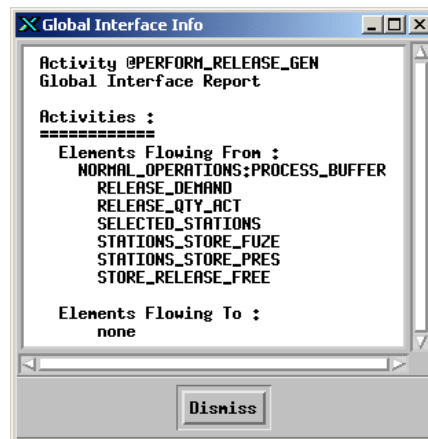 Global Interface Info
Activity @PERFORM_RELEASE_GEN
Global Interface Report
Activities :
============
Elements Flowing From :
NORMAL_OPERATIONS:PROCESS_BUFFER
RELEASE_DEMAND
RELEASE_QTY_ACT
SELECTED_STATIONS
STATIONS_STORE_FUZE
STATIONS_STORE_PRES
STORE_RELEASE_FREE
Elements Flowing To :
none
Dismiss